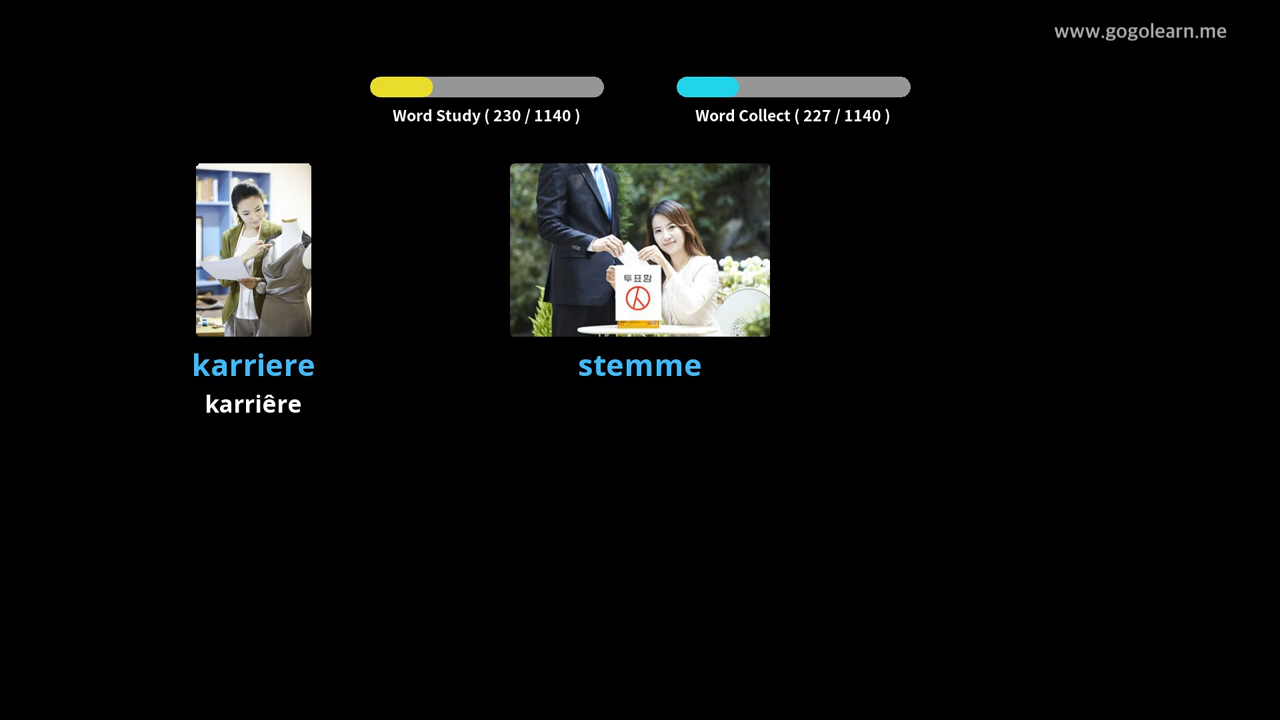 www.gogolearn.me
Word Study ( 230 / 1140 )
Word Collect ( 227 / 1140 )
투표함
karriere
stemme
karriêre